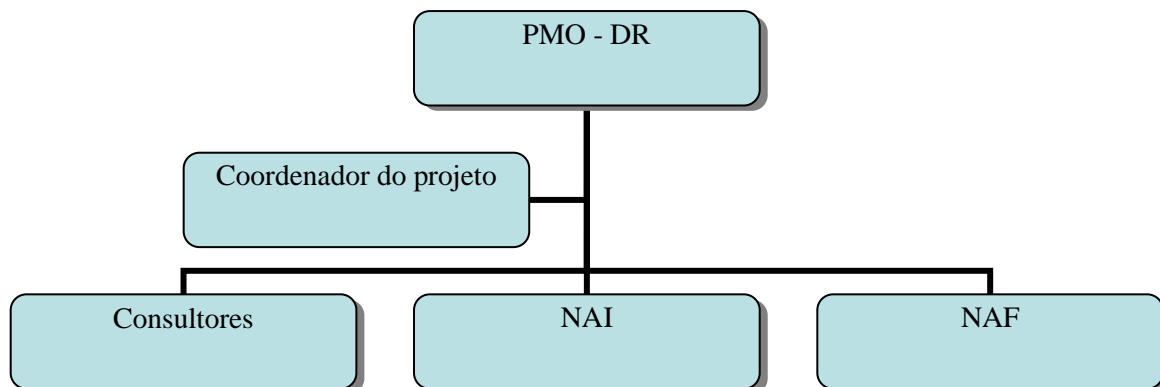 PMO - DR
Coordenador do projeto
Consultores
NAI
NAF